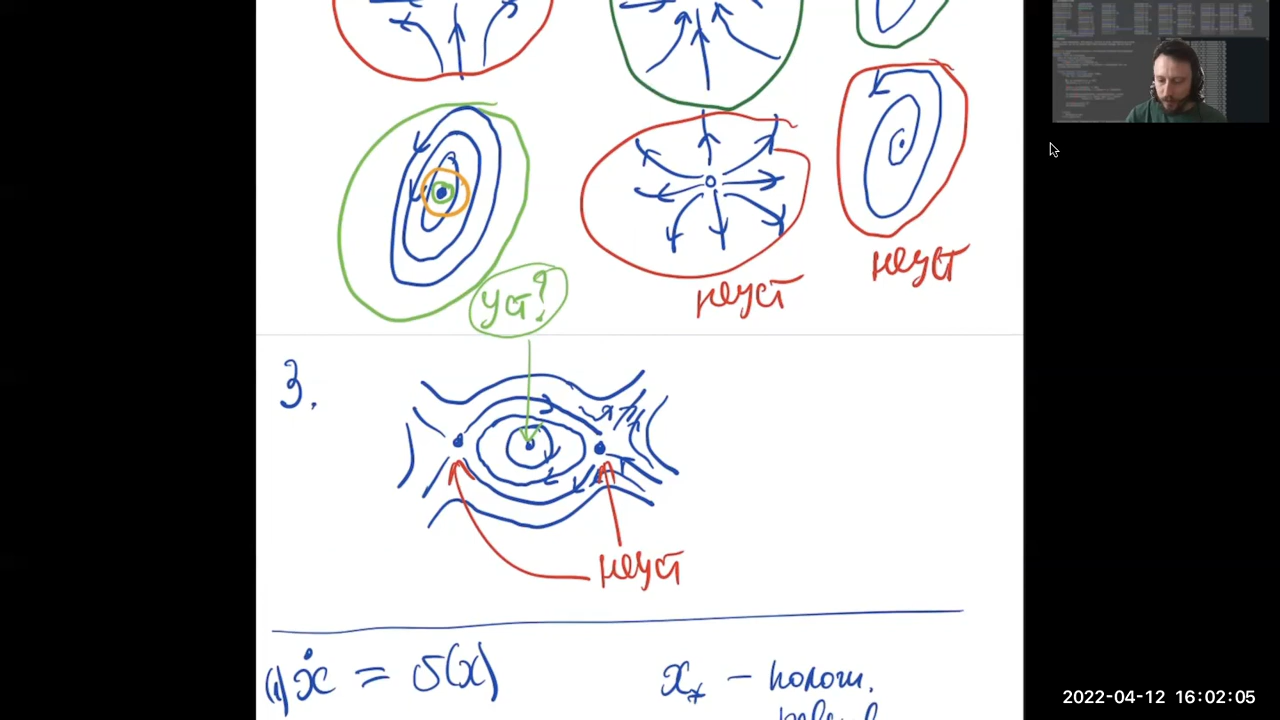 уст?
неуст
неуст
3.
неуст
(1) ẋ = v(x)
x* – полож.
2022-04-12 16:02:05